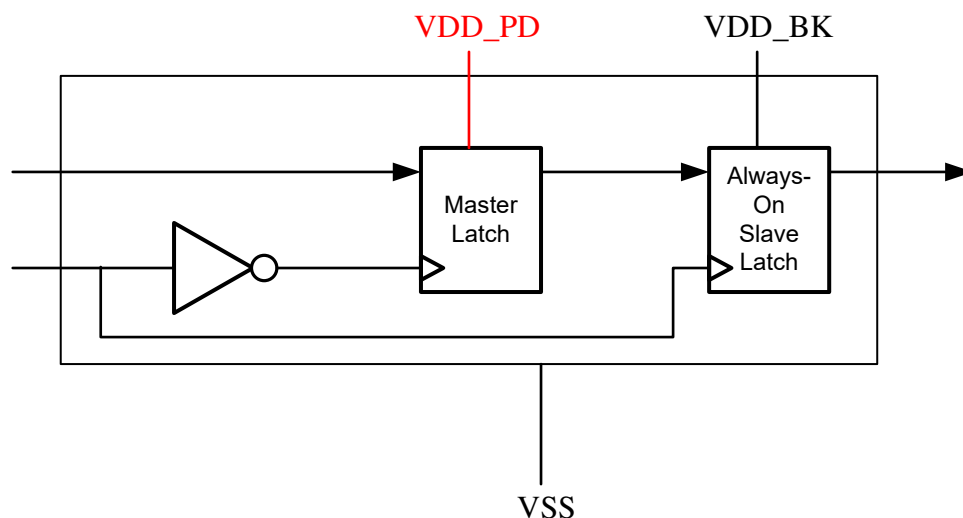 VDD_PD
VDD_BK
Master
Latch
Always-
On
Slave
Latch
VSS